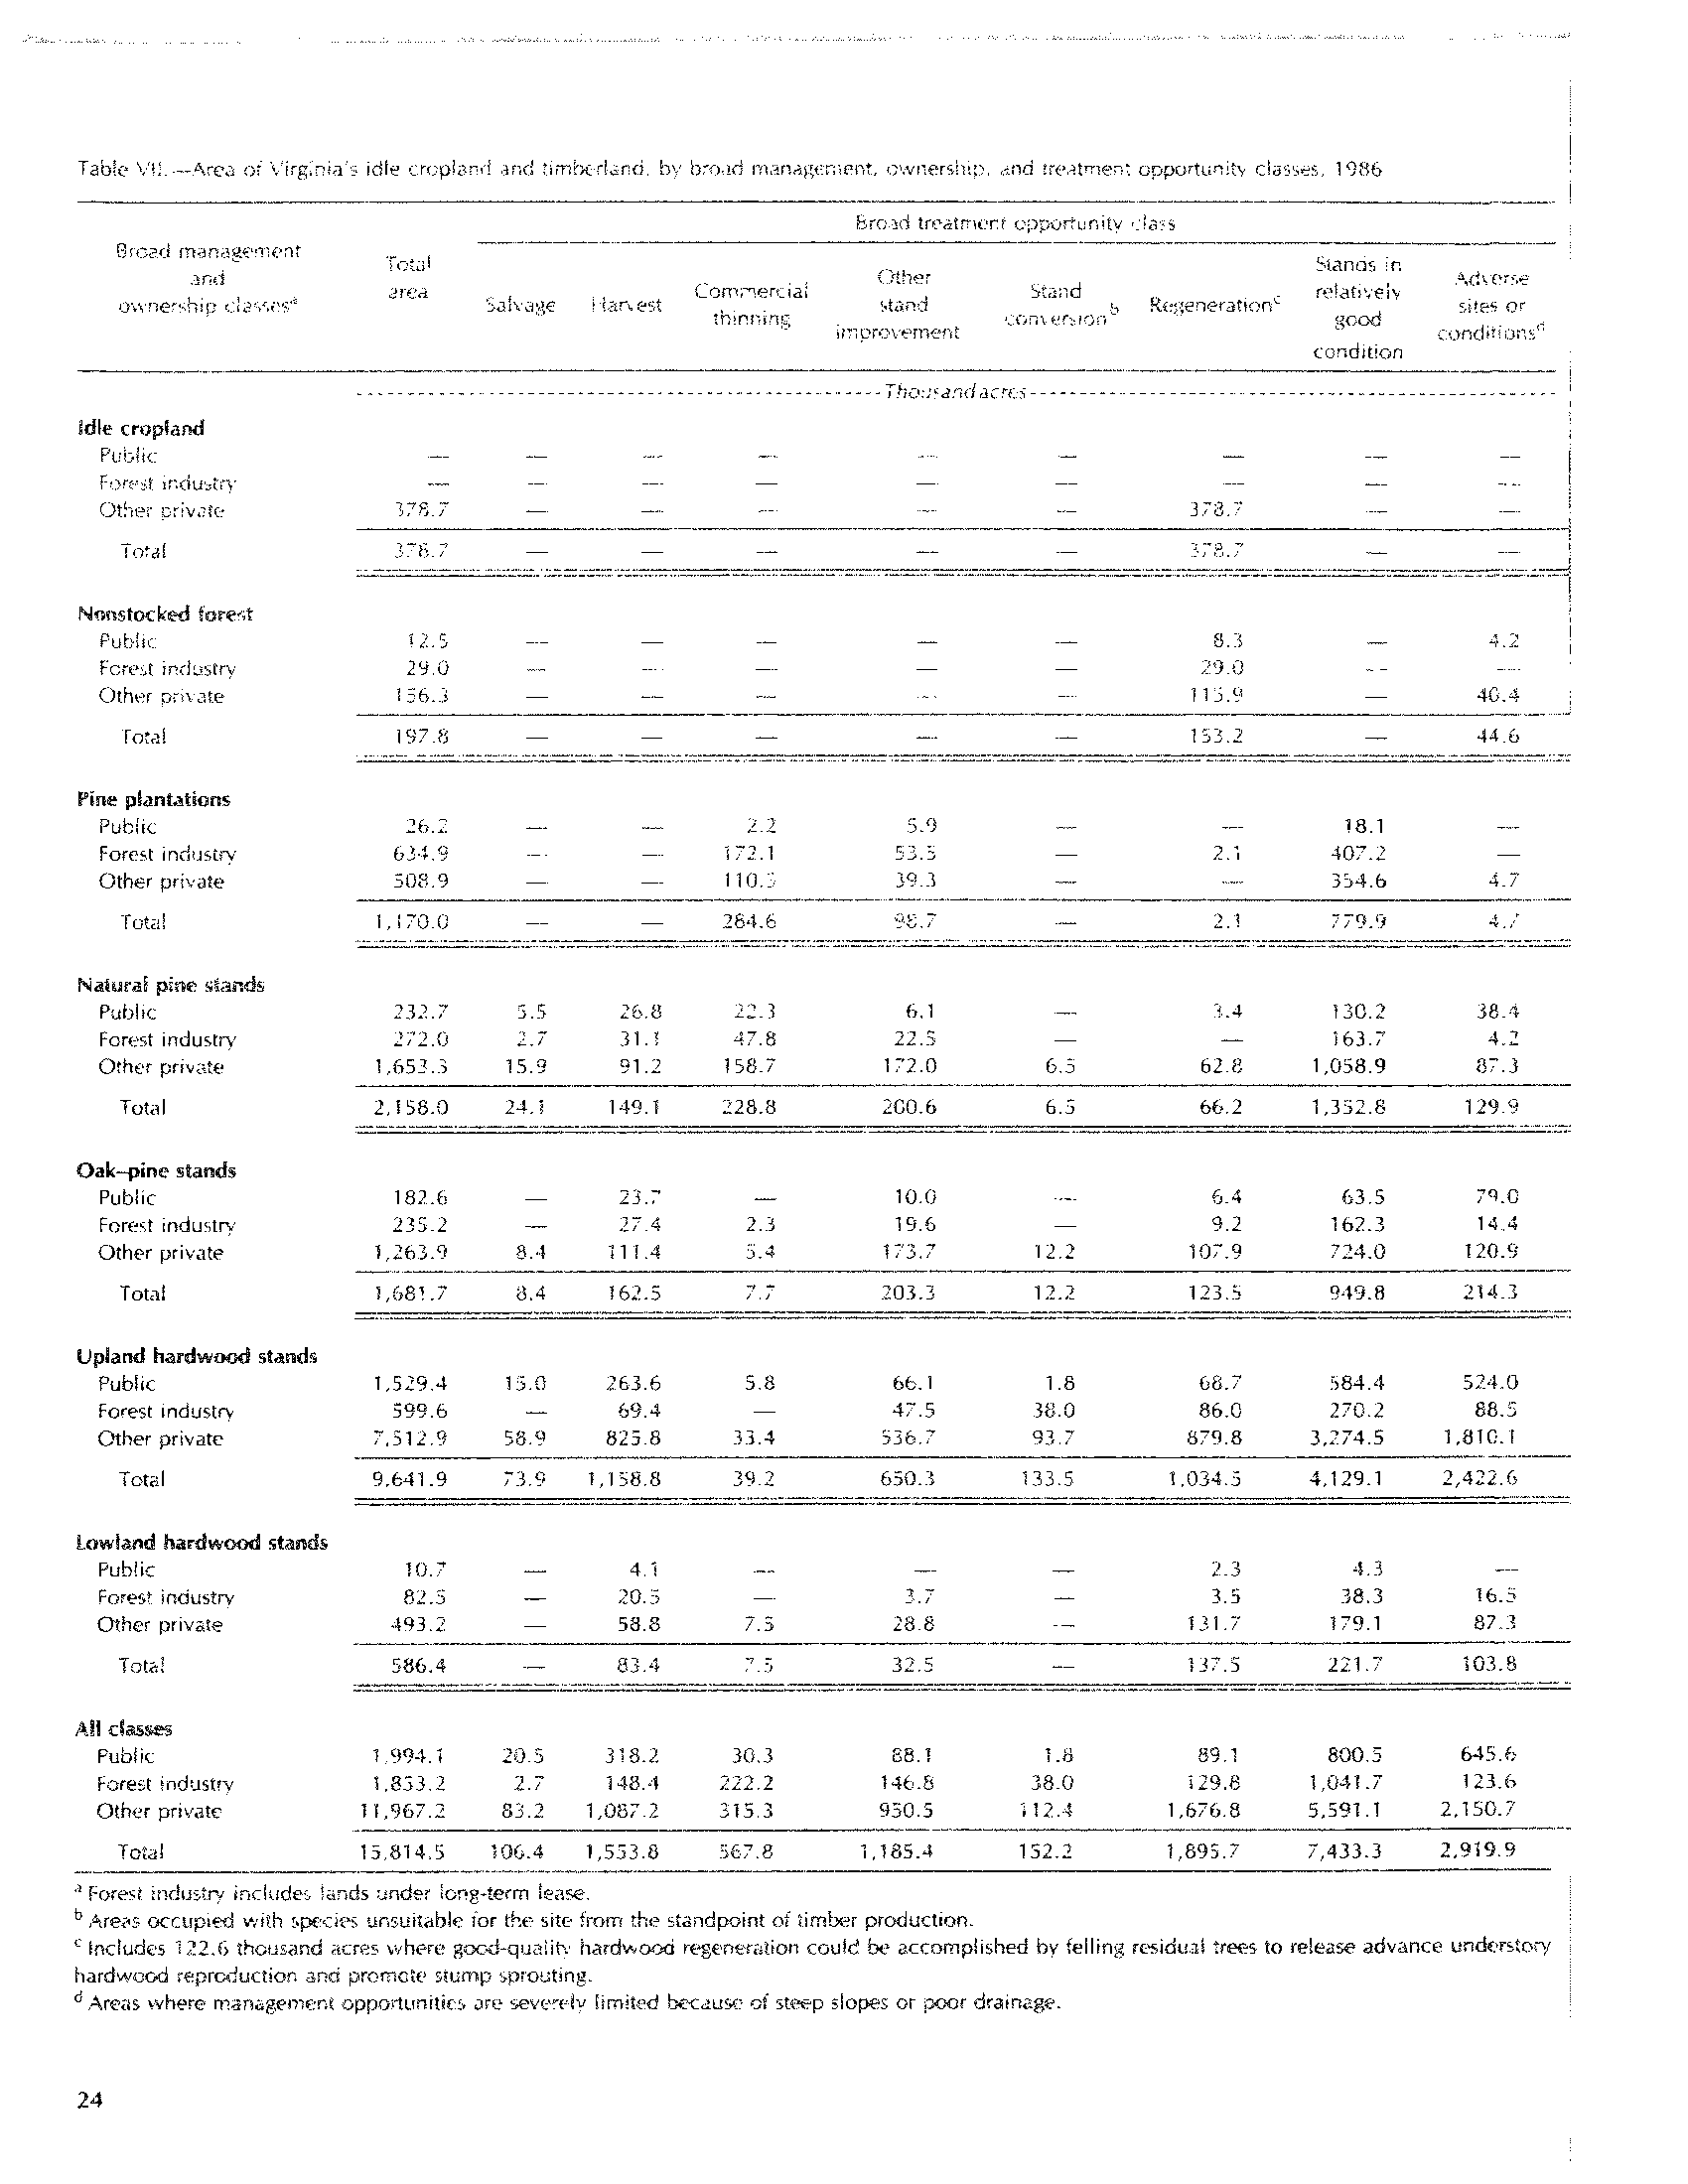 Table VII.—Area of Virginia's idle cropland and timberland, by broad management, ownership, and treatment opportunity classes, 1986
Broad management and ownership classesᵃ | Total area | Broad treatment opportunity class
Salvage | Harvest | Commercial thinning | Other stand improvement | Stand conversionᵇ | Regenerationᶜ | Stands in relatively good condition | Adverse sites or conditionsᵈ
Thousand acres
Idle cropland
Public — — — — — — — — —
Forest industry — — — — — — — — —
Other private 378.7 — — — — — 378.7 — —
Total 378.7 — — — — — 378.7 — —
Nonstocked forest
Public 12.5 — — — — — 8.3 — 4.2
Forest industry 29.0 — — — — — 29.0 — —
Other private 156.3 — — — — — 115.9 — 40.4
Total 197.8 — — — — — 153.2 — 44.6
Pine plantations
Public 26.2 — — 2.2 5.9 — — 18.1 —
Forest industry 634.9 — — 172.1 53.5 — 2.1 407.2 —
Other private 508.9 — — 110.3 39.3 — — 354.6 4.7
Total 1,170.0 — — 284.6 98.7 — 2.1 779.9 4.7
Natural pine stands
Public 232.7 5.5 26.8 22.3 6.1 — 3.4 130.2 38.4
Forest industry 272.0 2.7 31.1 47.8 22.5 — — 163.7 4.2
Other private 1,653.3 15.9 91.2 158.7 172.0 6.5 62.8 1,058.9 87.3
Total 2,158.0 24.1 149.1 228.8 200.6 6.5 66.2 1,352.8 129.9
Oak–pine stands
Public 182.6 — 23.7 — 10.0 — 6.4 63.5 79.0
Forest industry 235.2 — 27.4 2.3 19.6 — 9.2 162.3 14.4
Other private 1,263.9 8.4 111.4 5.4 173.7 12.2 107.9 724.0 120.9
Total 1,681.7 8.4 162.5 7.7 203.3 12.2 123.5 949.8 214.3
Upland hardwood stands
Public 1,529.4 15.0 263.6 5.8 66.1 1.8 68.7 584.4 524.0
Forest industry 599.6 — 69.4 — 47.5 38.0 86.0 270.2 88.5
Other private 7,512.9 58.9 825.8 33.4 536.7 93.7 879.8 3,274.5 1,810.1
Total 9,641.9 73.9 1,158.8 39.2 650.3 133.5 1,034.5 4,129.1 2,422.6
Lowland hardwood stands
Public 10.7 — 4.1 — — — 2.3 4.3 —
Forest industry 82.5 — 20.5 — 3.7 — 3.5 38.3 16.5
Other private 493.2 — 58.8 7.5 28.8 — 131.7 179.1 87.3
Total 586.4 — 83.4 7.5 32.5 — 137.5 221.7 103.8
All classes
Public 1,994.1 20.5 318.2 30.3 88.1 1.8 89.1 800.5 645.6
Forest industry 1,853.2 2.7 148.4 222.2 146.8 38.0 129.8 1,041.7 123.6
Other private 11,967.2 83.2 1,087.2 315.3 950.5 112.4 1,676.8 5,591.1 2,150.7
Total 15,814.5 106.4 1,553.8 567.8 1,185.4 152.2 1,895.7 7,433.3 2,919.9
ᵃ Forest industry includes lands under long-term lease.
ᵇ Areas occupied with species unsuitable for the site from the standpoint of timber production.
ᶜ Includes 122.6 thousand acres where good-quality hardwood regeneration could be accomplished by felling residual trees to release advance understory
hardwood reproduction and promote stump sprouting.
ᵈ Areas where management opportunities are severely limited because of steep slopes or poor drainage.
24